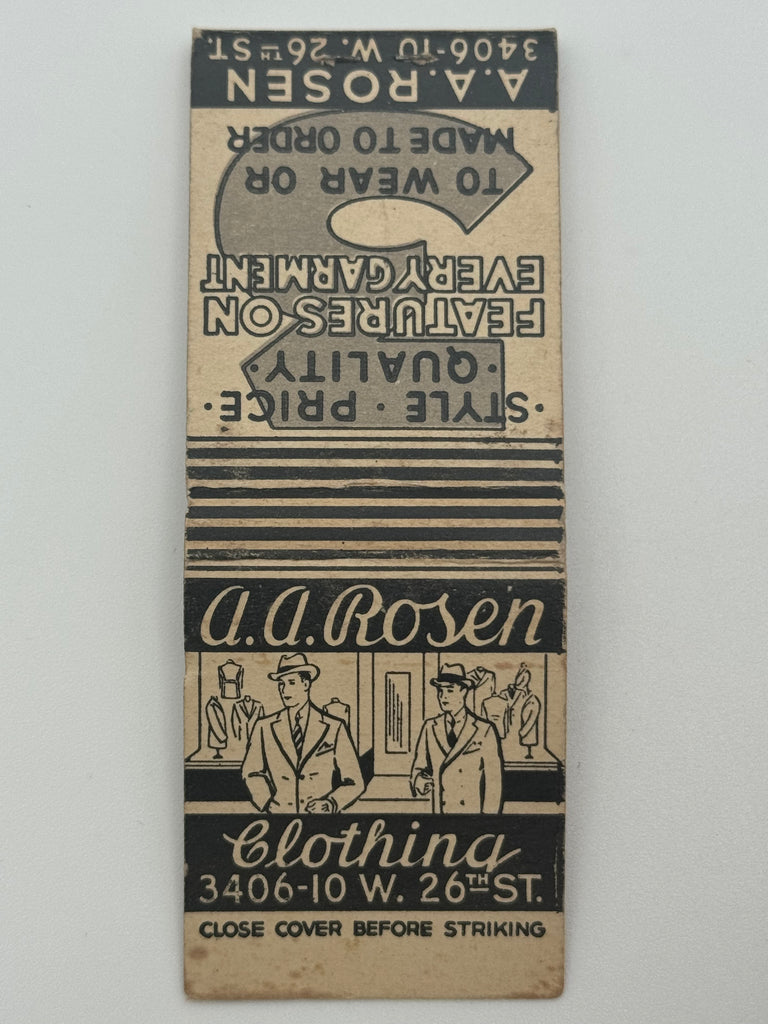 A.A. Rosen
Clothing
3406-10 W. 26TH ST.
CLOSE COVER BEFORE STRIKING
·STYLE · PRICE·
·QUALITY·
FEATURES ON
EVERY GARMENT
TO WEAR OR
MADE TO ORDER
A.A. ROSEN
3406-10 W. 26TH ST.